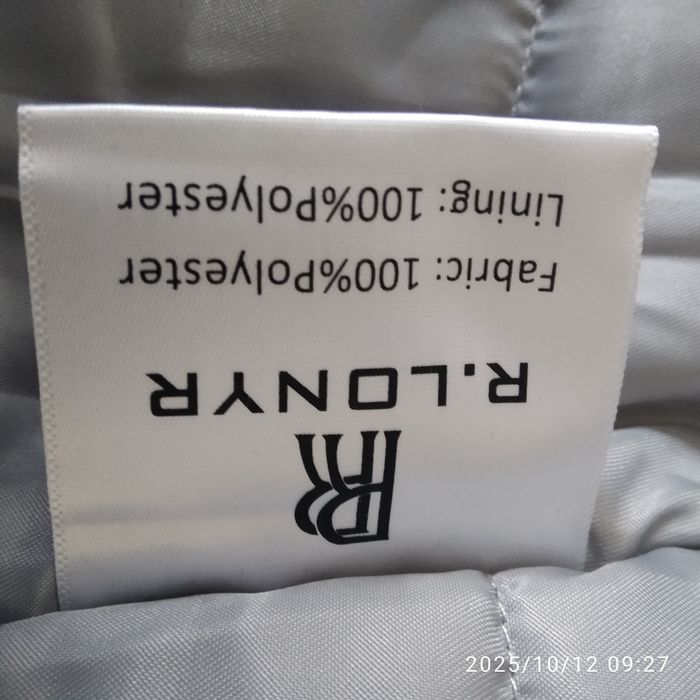 R.LONYR
Fabric: 100%Polyester
Lining: 100%Polyester
2025/10/12 09:27